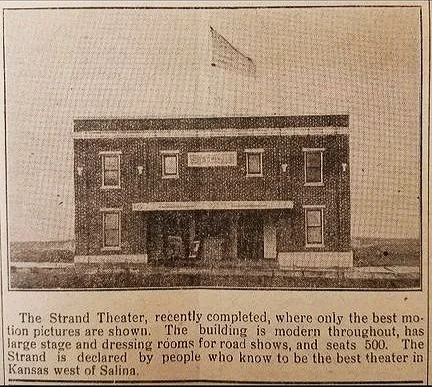 The Strand Theater, recently completed, where only the best mo-
tion pictures are shown. The building is modern throughout, has
large stage and dressing rooms for road shows, and seats 500. The
Strand is declared by people who know to be the best theater in
Kansas west of Salina.